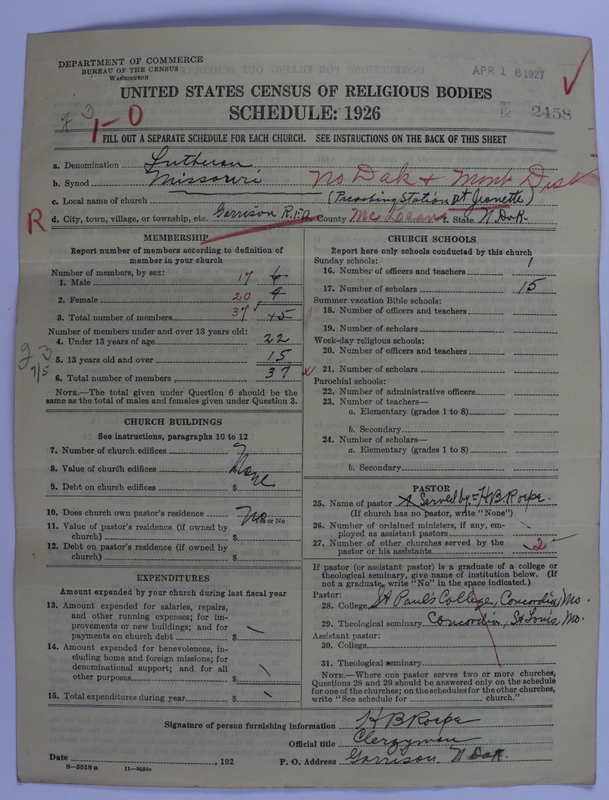 DEPARTMENT OF COMMERCE
BUREAU OF THE CENSUS
WASHINGTON
APR 16 1927
UNITED STATES CENSUS OF RELIGIOUS BODIES
SCHEDULE: 1926
2458
1-0
FILL OUT A SEPARATE SCHEDULE FOR EACH CHURCH. SEE INSTRUCTIONS ON THE BACK OF THIS SHEET
a. Denomination Lutheran
b. Synod Missouri No Dak & Mont Dist
c. Local name of church (Preaching Station at
d. City, town, village, or township, etc. Garrison R.F.D. County McLean State N Dak.
R
MEMBERSHIP
Report number of members according to definition of
member in your church
Number of members, by sex:
1. Male 17 6
2. Female 20 9
3. Total number of members 37 45
Number of members under and over 13 years old:
4. Under 13 years of age 22
5. 13 years old and over 15
6. Total number of members 37
NOTE.—The total given under Question 6 should be
same as the total of males and females given under Question 3.
CHURCH BUILDINGS
See instructions, paragraphs 10 to 12
7. Number of church edifices
8. Value of church edifices $ None
9. Debt on church edifices $
10. Does church own pastor's residence No
Yes or No
11. Value of pastor's residence (if owned by
church) $
12. Debt on pastor's residence (if owned by
church) $
EXPENDITURES
Amount expended by your church during last fiscal year
13. Amount expended for salaries, repairs,
and other running expenses; for im-
provements or new buildings; and for
payments on church debt $
14. Amount expended for benevolences, in-
cluding home and foreign missions; for
denominational support; and for all
other purposes $
15. Total expenditures during year $
CHURCH SCHOOLS
Report here only schools conducted by this church
Sunday schools:
16. Number of officers and teachers 1
17. Number of scholars 15
Summer vacation Bible schools:
18. Number of officers and teachers
19. Number of scholars
Week-day religious schools:
20. Number of officers and teachers
21. Number of scholars
Parochial schools:
22. Number of administrative officers
23. Number of teachers—
a. Elementary (grades 1 to 8)
b. Secondary
24. Number of scholars—
a. Elementary (grades 1 to 8)
b. Secondary
PASTOR
25. Name of pastor Served by = H B Roepe
(If church has no pastor, write "None")
26. Number of ordained ministers, if any, em-
ployed as assistant pastors
27. Number of other churches served by the
pastor or his assistants 2
If pastor (or assistant pastor) is a graduate of a college or
theological seminary, give name of institution below. (If
not a graduate, write "No" in the space indicated.)
Pastor:
28. College St Pauls College, Concordia, Mo.
29. Theological seminary Concordia, St Louis, Mo.
Assistant pastor:
30. College
31. Theological seminary
NOTE.—Where one pastor serves two or more churches,
Questions 28 and 29 should be answered only on the schedule
for one of the churches; on the schedules for the other churches,
write "See schedule for church."
Signature of person furnishing information H B Roepe
Official title Clergyman
Date , 192 P. O. Address Garrison N Dak.
8-5518a 11-9034a